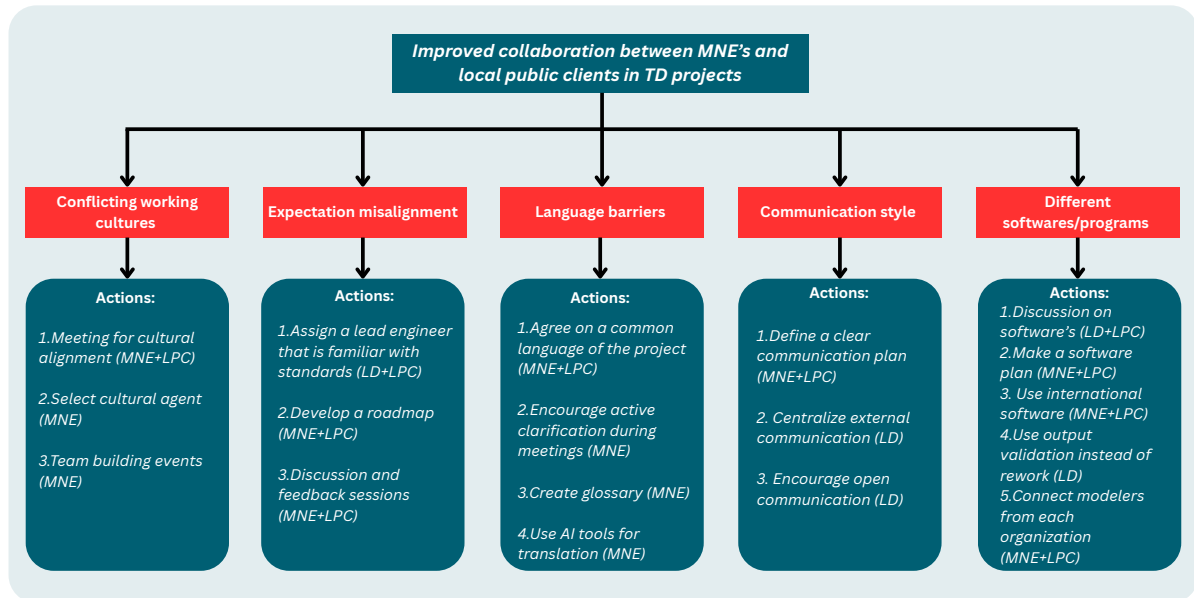 Improved collaboration between MNE's and
local public clients in TD projects
Conflicting working
cultures
Expectation misalignment
Language barriers
Communication style
Different
softwares/programs
Actions:
1.Meeting for cultural
alignment (MNE+LPC)
2.Select cultural agent
(MNE)
3.Team building events
(MNE)
Actions:
1.Assign a lead engineer
that is familiar with
standards (LD+LPC)
2.Develop a roadmap
(MNE+LPC)
3.Discussion and
feedback sessions
(MNE+LPC)
Actions:
1.Agree on a common
language of the project
(MNE+LPC)
2.Encourage active
clarification during
meetings (MNE)
3.Create glossary (MNE)
4.Use AI tools for
translation (MNE)
Actions:
1.Define a clear
communication plan
(MNE+LPC)
2. Centralize external
communication (LD)
3. Encourage open
communication (LD)
Actions:
1.Discussion on
software's (LD+LPC)
2.Make a software
plan (MNE+LPC)
3. Use international
software (MNE+LPC)
4.Use output
validation instead of
rework (LD)
5.Connect modelers
from each
organization
(MNE+LPC)